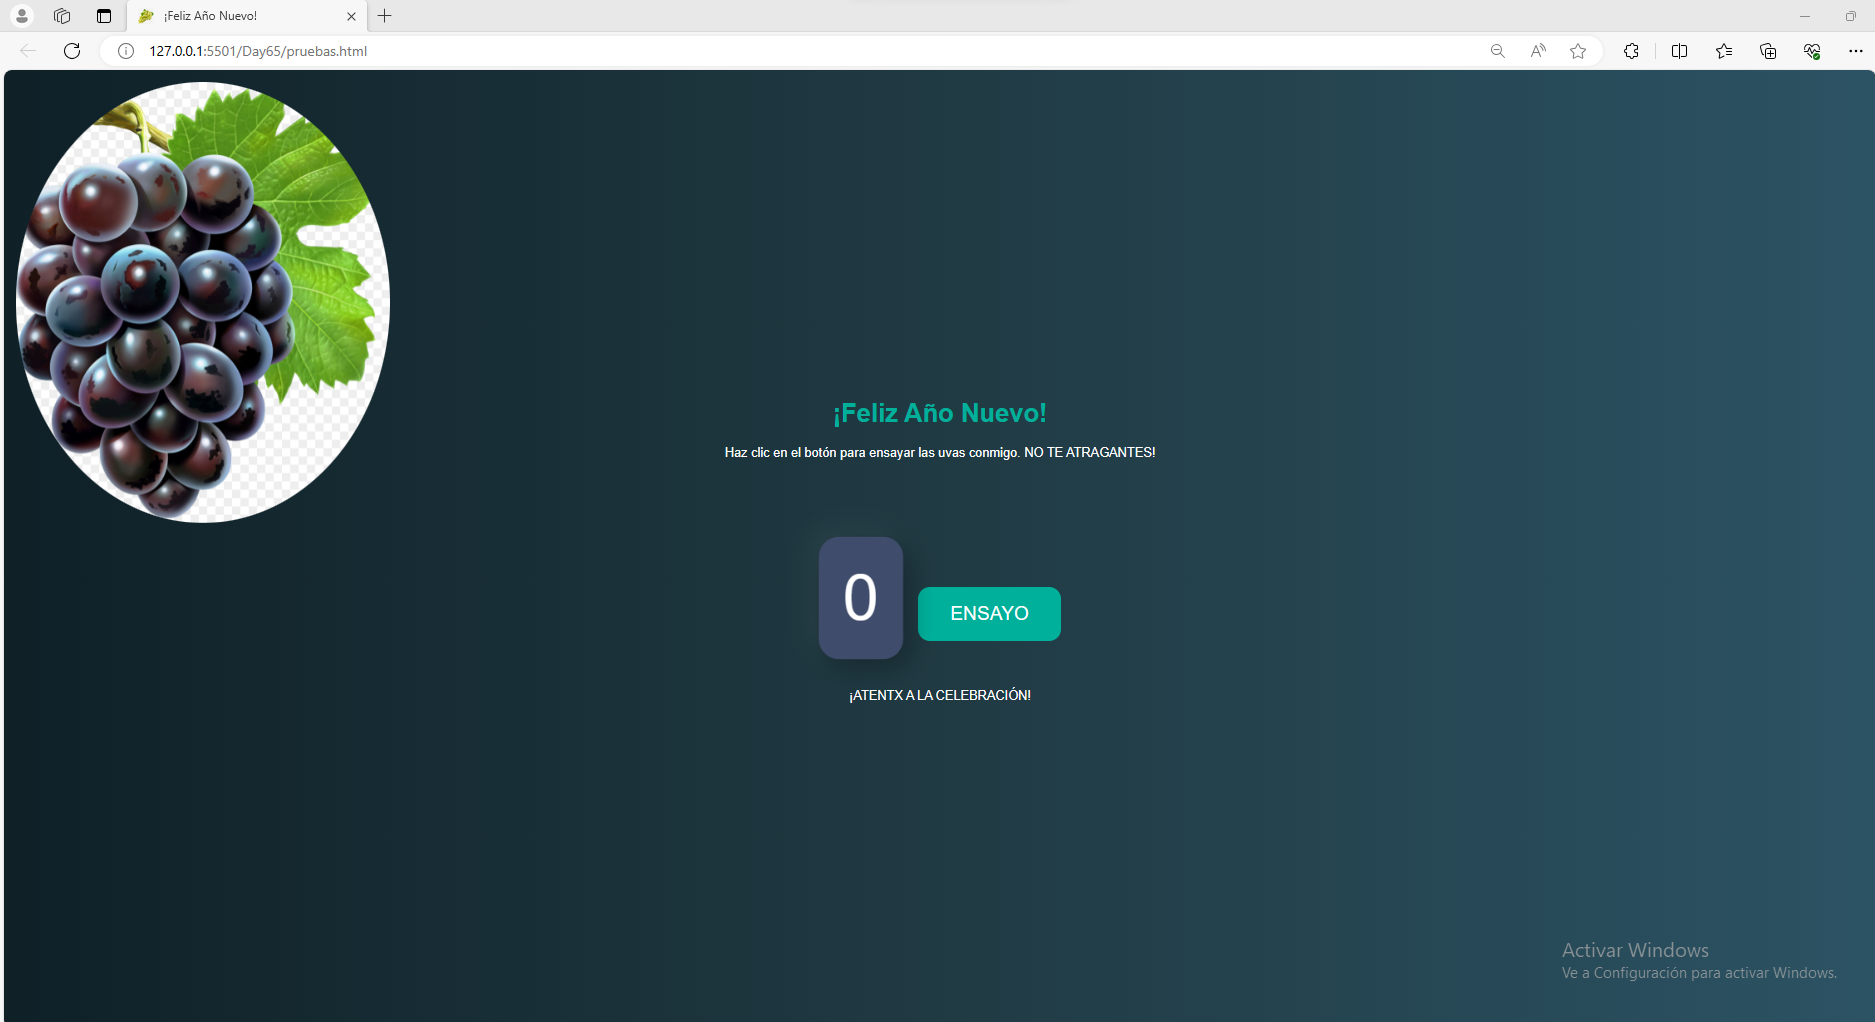 ¡Feliz Año Nuevo!
127.0.0.1:5501/Day65/pruebas.html
¡Feliz Año Nuevo!
Haz clic en el botón para ensayar las uvas conmigo. NO TE ATRAGANTES!
0
ENSAYO
¡ATENTX A LA CELEBRACIÓN!
Activar Windows
Ve a Configuración para activar Windows.